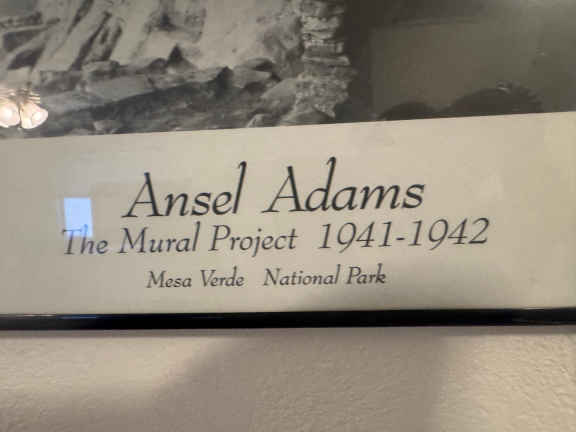 Ansel Adams
The Mural Project 1941-1942
Mesa Verde National Park